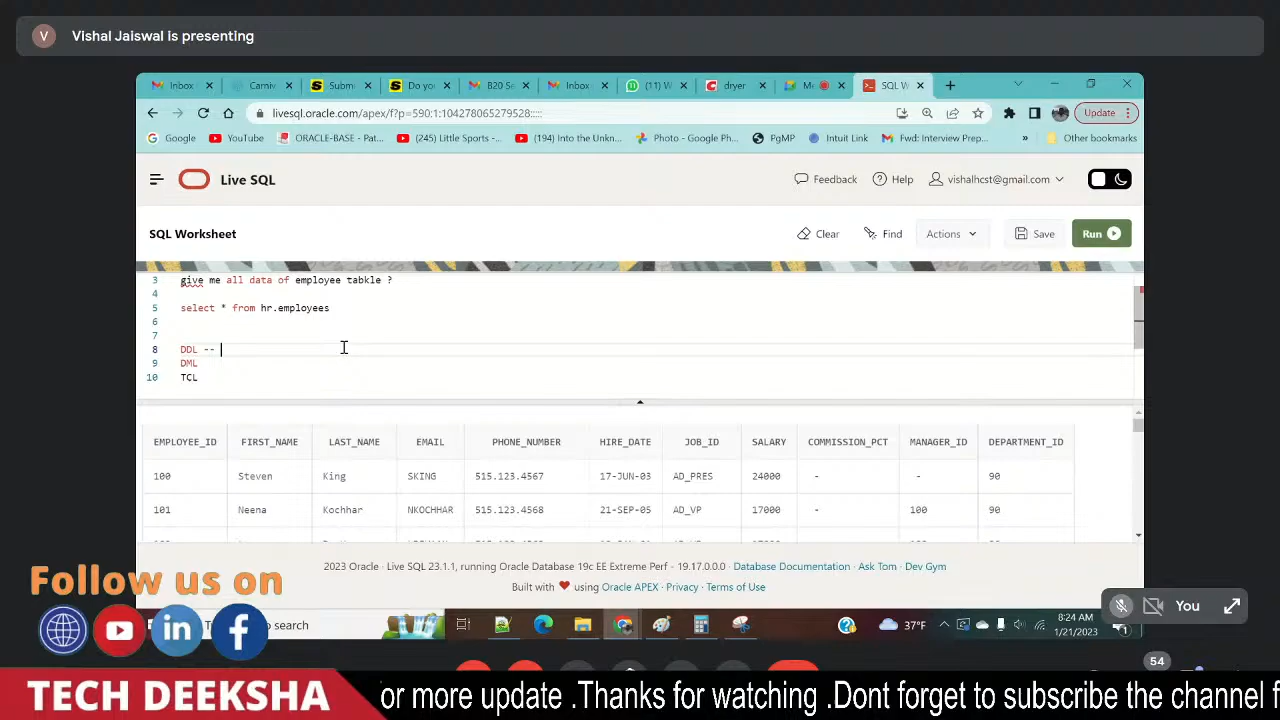 V Vishal Jaiswal is presenting
Inbox Carniv Subm Do yo B20 Se Inbox (11) W dryer Me SQL W
livesql.oracle.com/apex/f?p=590:1:104278065279528::::: Update
Google YouTube ORACLE-BASE - Pat... (245) Little Sports -... (194) Into the Unkn... Photo - Google Ph... PgMP Intuit Link Fwd: Interview Prep... » Other bookmarks
Live SQL Feedback Help vishalhcst@gmail.com
SQL Worksheet Clear Find Actions Save Run
3 give me all data of employee tabkle ?
4
5 select * from hr.employees
6
7
8 DDL --
9 DML
10 TCL
EMPLOYEE_ID FIRST_NAME LAST_NAME EMAIL PHONE_NUMBER HIRE_DATE JOB_ID SALARY COMMISSION_PCT MANAGER_ID DEPARTMENT_ID
100 Steven King SKING 515.123.4567 17-JUN-03 AD_PRES 24000 - - 90
101 Neena Kochhar NKOCHHAR 515.123.4568 21-SEP-05 AD_VP 17000 - 100 90
2023 Oracle · Live SQL 23.1.1, running Oracle Database 19c EE Extreme Perf - 19.17.0.0.0 · Database Documentation · Ask Tom · Dev Gym
Built with ❤ using Oracle APEX · Privacy · Terms of Use
Follow us on
You
search 37°F 8:24 AM
1/21/2023
54
TECH DEEKSHA or more update .Thanks for watching .Dont forget to subscribe the channel f